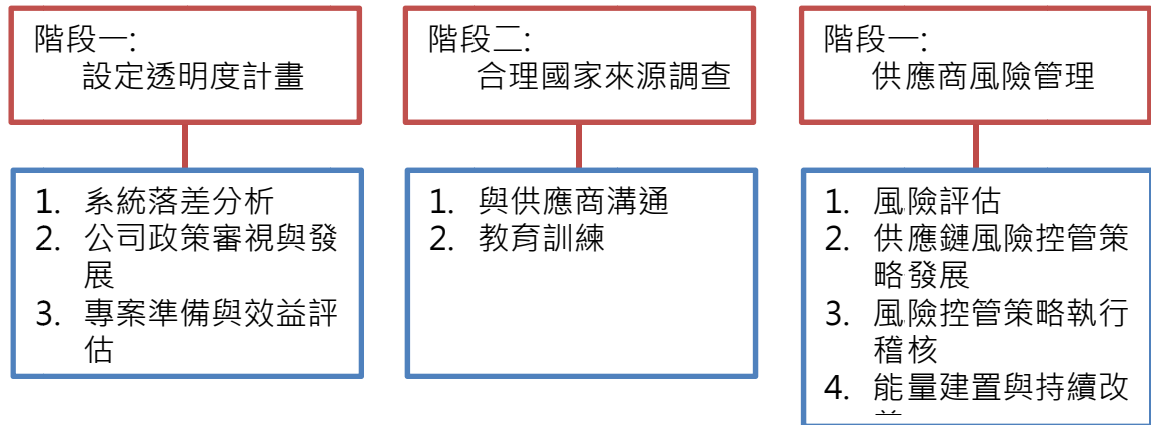 階段一:
設定透明度計畫
1. 系統落差分析
2. 公司政策審視與發
展
3. 專案準備與效益評
估
階段二:
合理國家來源調查
1. 與供應商溝通
2. 教育訓練
階段一:
供應商風險管理
1. 風險評估
2. 供應鏈風險控管策
略發展
3. 風險控管策略執行
稽核
4. 能量建置與持續改